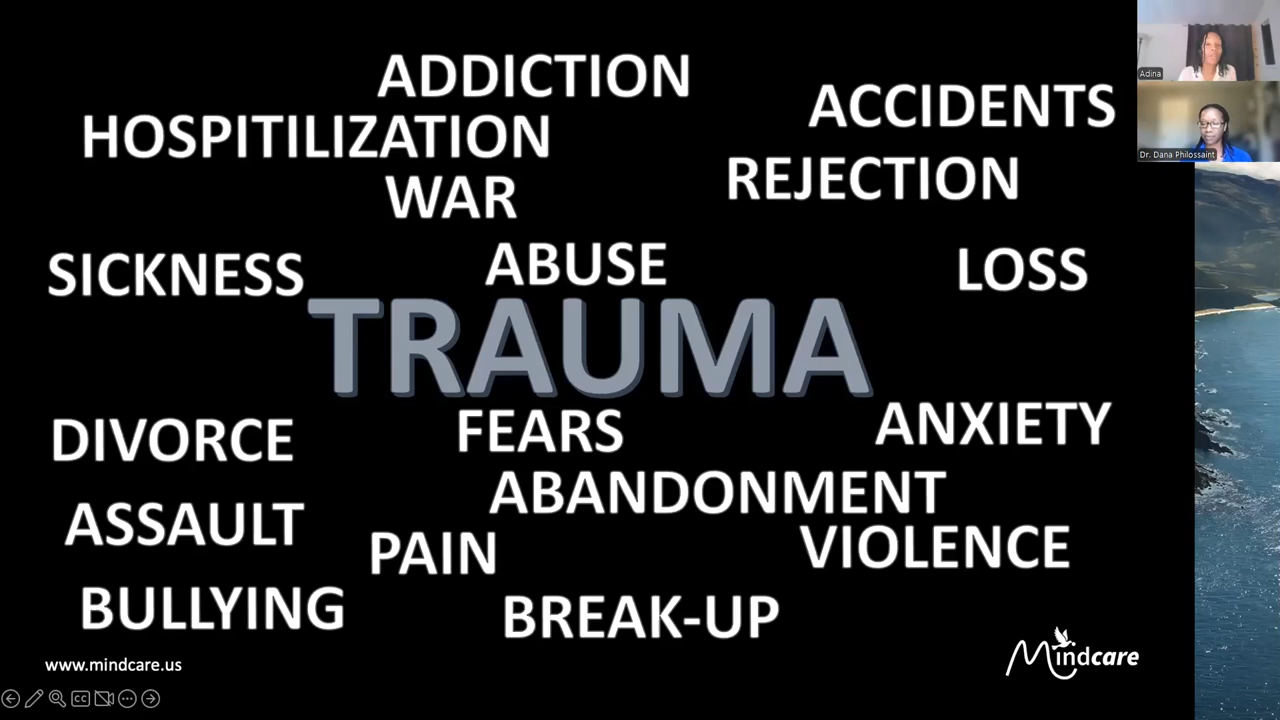 ADDICTION
ACCIDENTS
HOSPITILIZATION
WAR
REJECTION
SICKNESS
ABUSE
LOSS
TRAUMA
DIVORCE
FEARS
ANXIETY
ABANDONMENT
ASSAULT
PAIN
VIOLENCE
BULLYING
BREAK-UP
www.mindcare.us
Mindcare
CC
Adina
Dr. Dana Philossaint